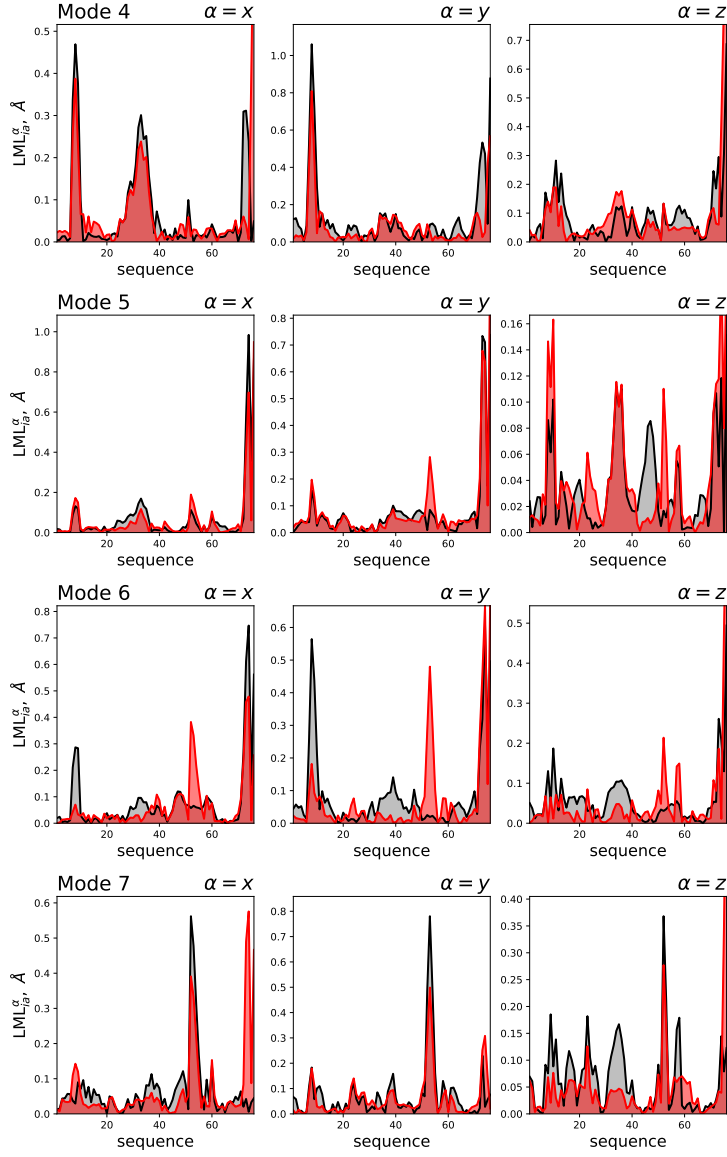 Mode 4 α = x α = y α = z
LML^α_{ia}, Å
0.0 0.1 0.2 0.3 0.4 0.5
0.0 0.2 0.4 0.6 0.8 1.0
0.0 0.1 0.2 0.3 0.4 0.5 0.6 0.7
20 40 60 20 40 60 20 40 60
sequence sequence sequence
Mode 5 α = x α = y α = z
LML^α_{ia}, Å
0.0 0.2 0.4 0.6 0.8 1.0
0.0 0.1 0.2 0.3 0.4 0.5 0.6 0.7 0.8
0.00 0.02 0.04 0.06 0.08 0.10 0.12 0.14 0.16
20 40 60 20 40 60 20 40 60
sequence sequence sequence
Mode 6 α = x α = y α = z
LML^α_{ia}, Å
0.0 0.1 0.2 0.3 0.4 0.5 0.6 0.7 0.8
0.0 0.1 0.2 0.3 0.4 0.5 0.6
0.0 0.1 0.2 0.3 0.4 0.5
20 40 60 20 40 60 20 40 60
sequence sequence sequence
Mode 7 α = x α = y α = z
LML^α_{ia}, Å
0.0 0.1 0.2 0.3 0.4 0.5 0.6
0.0 0.1 0.2 0.3 0.4 0.5 0.6 0.7 0.8
0.00 0.05 0.10 0.15 0.20 0.25 0.30 0.35 0.40
20 40 60 20 40 60 20 40 60
sequence sequence sequence